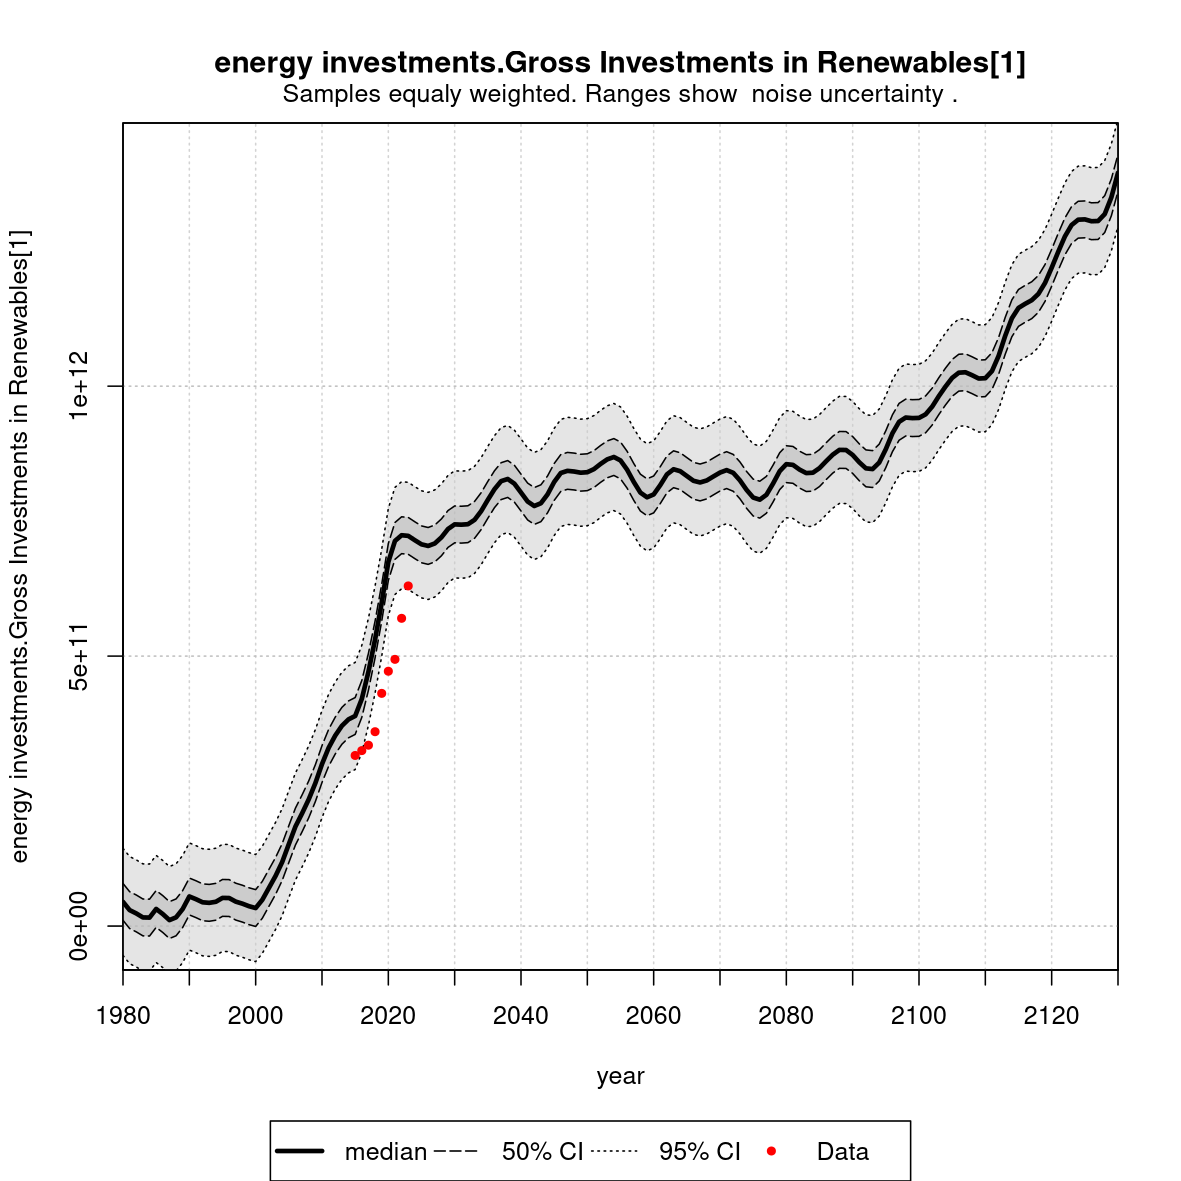 energy investments.Gross Investments in Renewables[1]
Samples equaly weighted. Ranges show  noise uncertainty .
energy investments.Gross Investments in Renewables[1]
1e+12
5e+11
0e+00
1980 2000 2020 2040 2060 2080 2100 2120
year
median 50% CI 95% CI Data